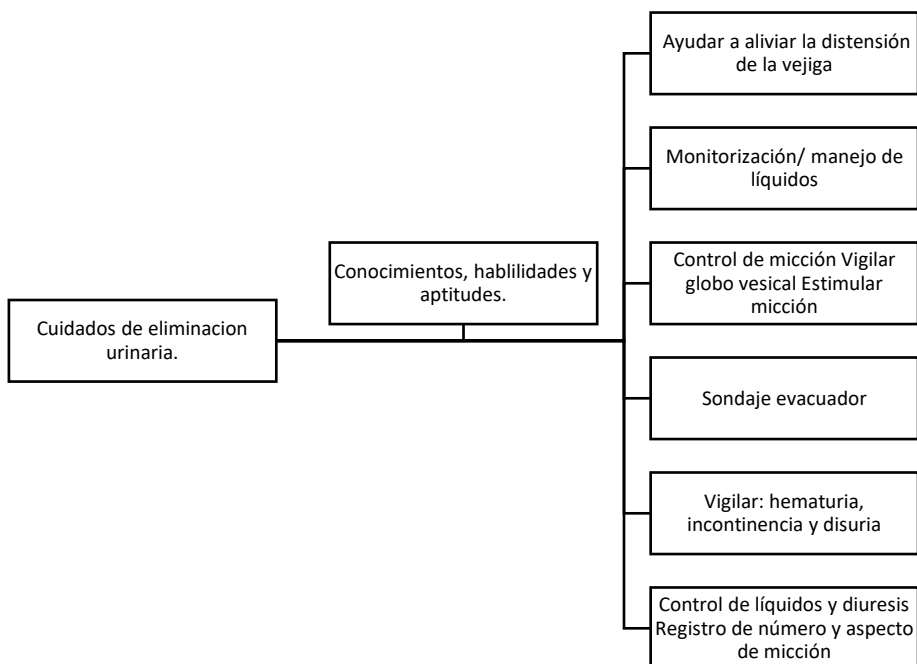 Cuidados de eliminacion
urinaria.
Conocimientos, hablilidades y
aptitudes.
Ayudar a aliviar la distensión
de la vejiga
Monitorización/ manejo de
líquidos
Control de micción Vigilar
globo vesical Estimular
micción
Sondaje evacuador
Vigilar: hematuria,
incontinencia y disuria
Control de líquidos y diuresis
Registro de número y aspecto
de micción